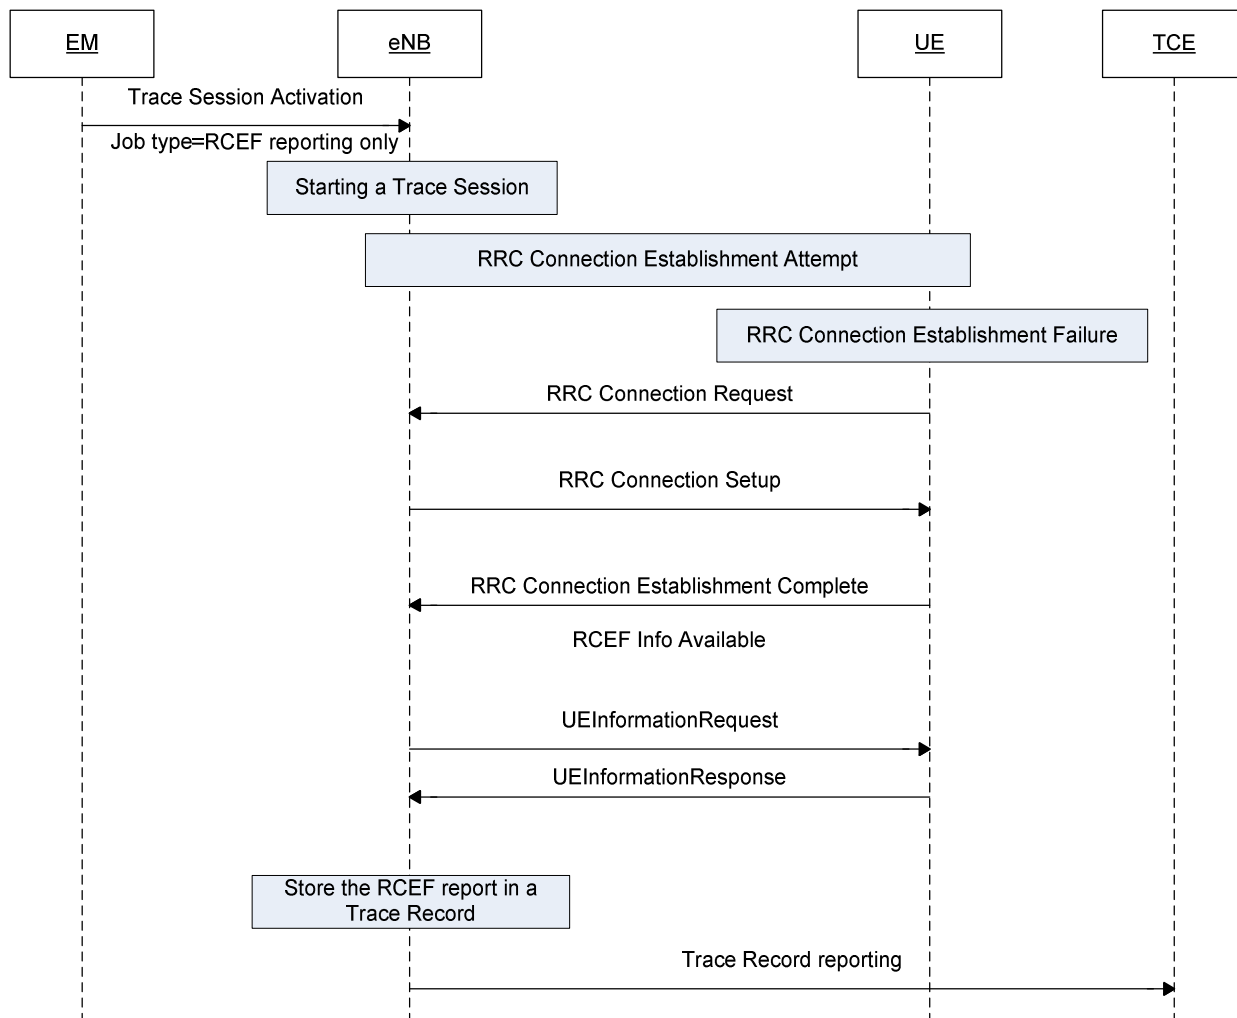 EM
eNB
UE
TCE
Trace Session Activation
Job type=RCEF reporting only
Starting a Trace Session
RRC Connection Establishment Attempt
RRC Connection Establishment Failure
RRC Connection Request
RRC Connection Setup
RRC Connection Establishment Complete
RCEF Info Available
UEInformationRequest
UEInformationResponse
Store the RCEF report in a
Trace Record
Trace Record reporting